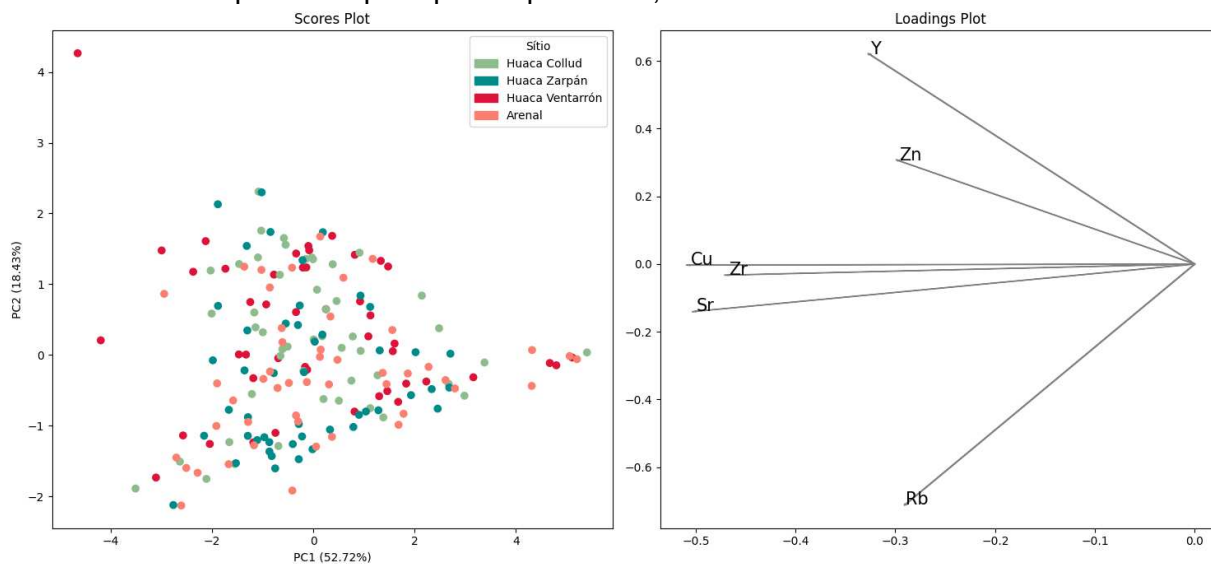 Scores Plot
Sítio
Huaca Collud
Huaca Zarpán
Huaca Ventarrón
Arenal
4
3
2
1
0
−1
−2
PC2 (18.43%)
−4
−2
0
2
4
PC1 (52.72%)
Loadings Plot
Y
Zn
Cu
Zr
Sr
Rb
0.6
0.4
0.2
0.0
−0.2
−0.4
−0.6
−0.5
−0.4
−0.3
−0.2
−0.1
0.0